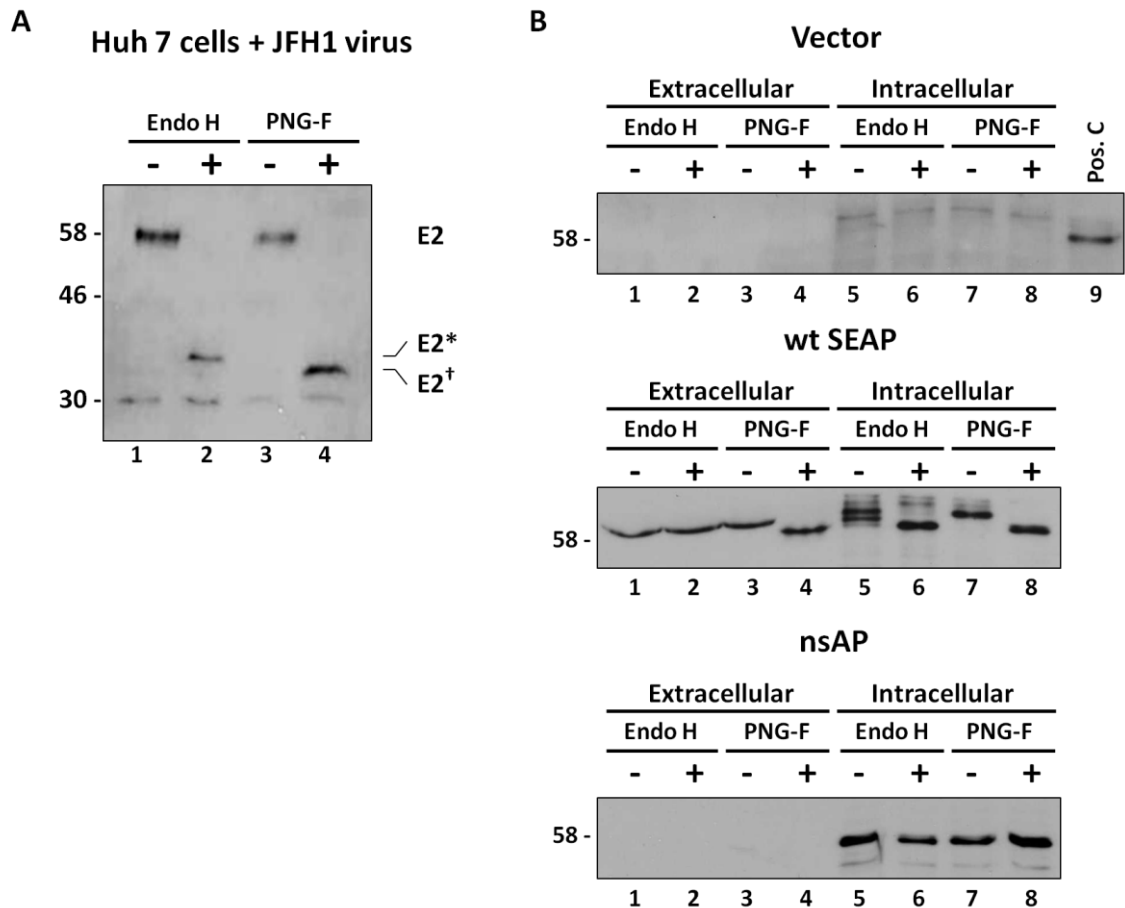 A
Huh 7 cells + JFH1 virus
Endo H PNG-F
- + - +
58 - E2
46 -
E2*
E2†
30 -
1 2 3 4
B
Vector
Extracellular Intracellular
Endo H PNG-F Endo H PNG-F
- + - + - + - + Pos. C
58 -
1 2 3 4 5 6 7 8 9
wt SEAP
Extracellular Intracellular
Endo H PNG-F Endo H PNG-F
- + - + - + - +
58 -
1 2 3 4 5 6 7 8
nsAP
Extracellular Intracellular
Endo H PNG-F Endo H PNG-F
- + - + - + - +
58 -
1 2 3 4 5 6 7 8